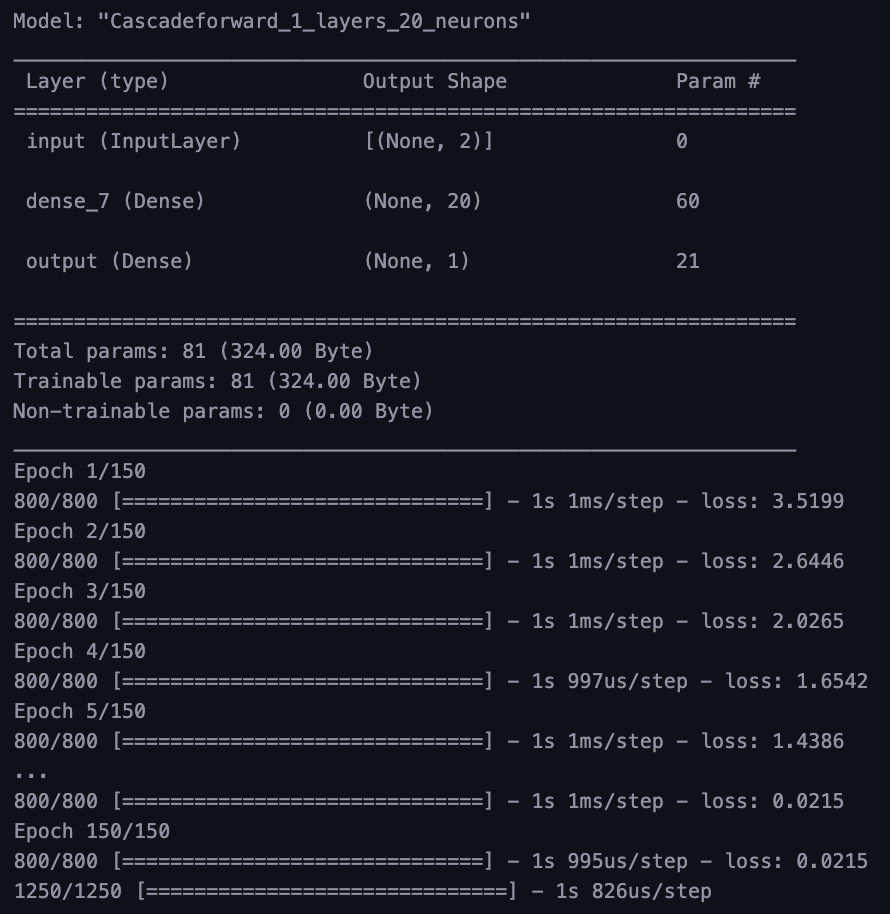 Model: "Cascadeforward_1_layers_20_neurons"
_________________________________________________________________
 Layer (type)                Output Shape              Param #
=================================================================
 input (InputLayer)          [(None, 2)]               0

 dense_7 (Dense)             (None, 20)                60

 output (Dense)              (None, 1)                 21

=================================================================
Total params: 81 (324.00 Byte)
Trainable params: 81 (324.00 Byte)
Non-trainable params: 0 (0.00 Byte)
_________________________________________________________________
Epoch 1/150
800/800 [==============================] - 1s 1ms/step - loss: 3.5199
Epoch 2/150
800/800 [==============================] - 1s 1ms/step - loss: 2.6446
Epoch 3/150
800/800 [==============================] - 1s 1ms/step - loss: 2.0265
Epoch 4/150
800/800 [==============================] - 1s 997us/step - loss: 1.6542
Epoch 5/150
800/800 [==============================] - 1s 1ms/step - loss: 1.4386
...
800/800 [==============================] - 1s 1ms/step - loss: 0.0215
Epoch 150/150
800/800 [==============================] - 1s 995us/step - loss: 0.0215
1250/1250 [==============================] - 1s 826us/step